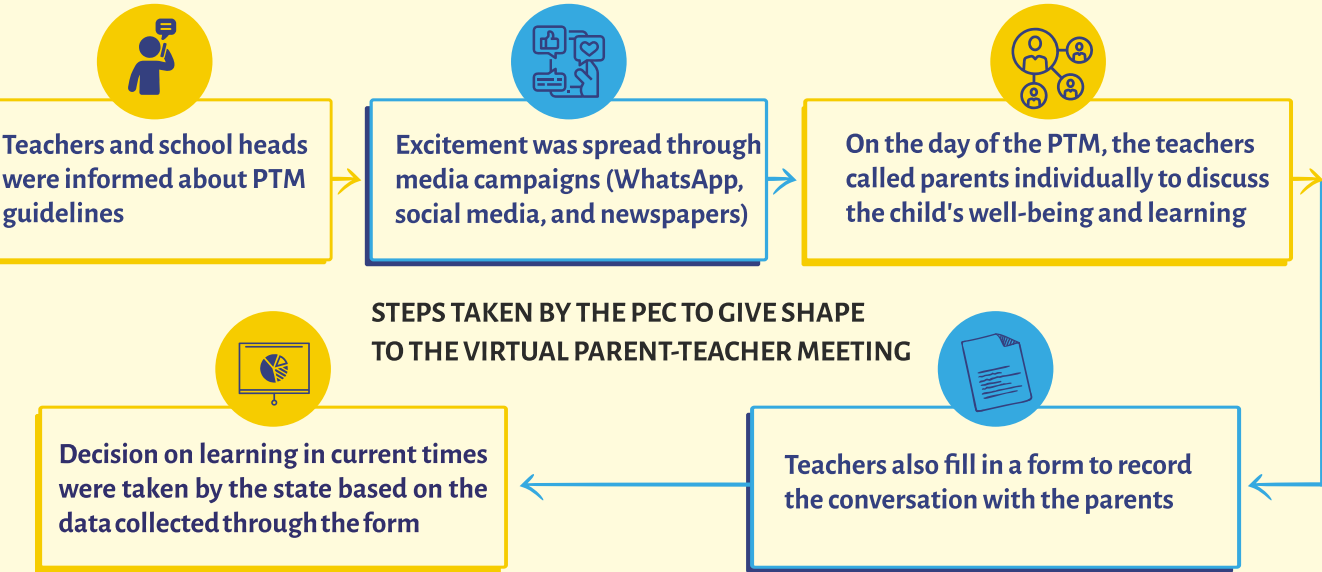 Teachers and school heads
were informed about PTM
guidelines
Excitement was spread through
media campaigns (WhatsApp,
social media, and newspapers)
On the day of the PTM, the teachers
called parents individually to discuss
the child's well-being and learning
STEPS TAKEN BY THE PEC TO GIVE SHAPE
TO THE VIRTUAL PARENT-TEACHER MEETING
Teachers also fill in a form to record
the conversation with the parents
Decision on learning in current times
were taken by the state based on the
data collected through the form